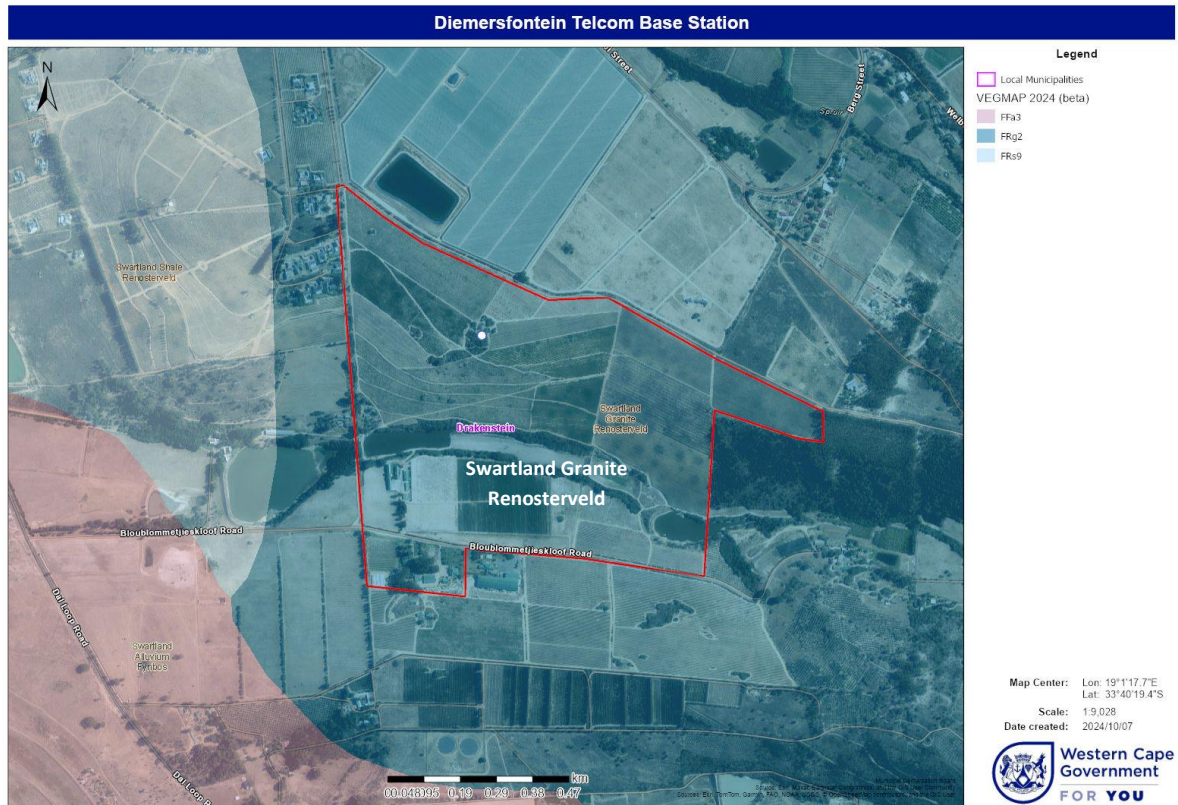 Diemersfontein Telcom Base Station
N
Street
Berg Street
Spruit
Swartland Shale
Renosterveld
Swartland
Granite
Renosterveld
Drakenstein
Swartland Granite
Renosterveld
Bloublommetjieskloof Road
Bloublommetjieskloof Road
Dal Loop Road
Swartland
Alluvium
Fynbos
Dal Loop
km
0.19 0.29 0.38 0.47
Legend
Local Municipalities
VEGMAP 2024 (beta)
FFa3
FRg2
FRs9
Map Center: Lon: 19°1'17.7"E
Lat: 33°40'19.4"S
Scale: 1:9,028
Date created: 2024/10/07
Western Cape
Government
FOR YOU